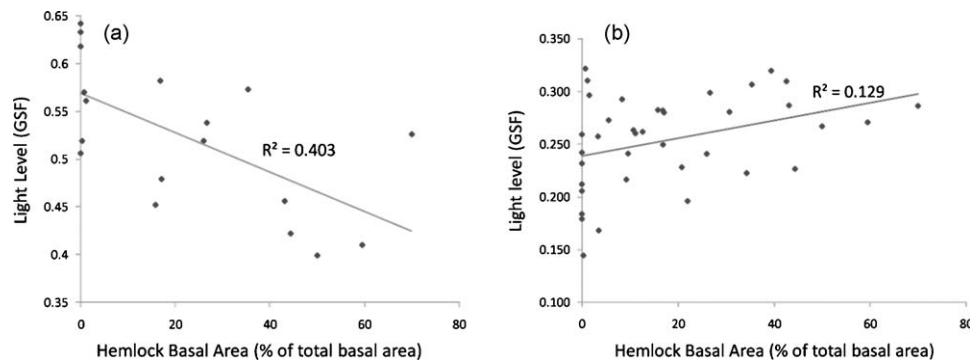 (a)
Light Level (GSF)
0.65
0.6
0.55
0.5
0.45
0.4
0.35
R² = 0.403
0
20
40
60
80
Hemlock Basal Area (% of total basal area)
(b)
Light level (GSF)
0.350
0.300
0.250
0.200
0.150
0.100
R² = 0.129
0
20
40
60
80
Hemlock Basal Area (% of total basal area)